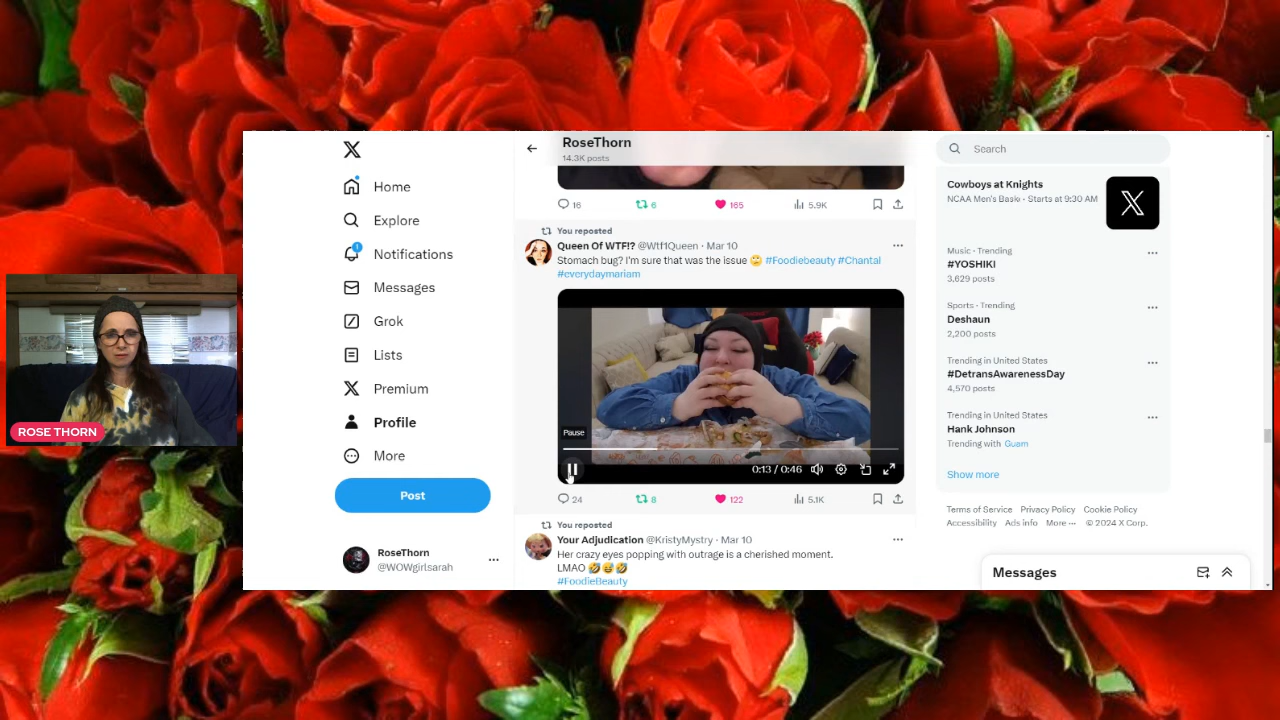 RoseThorn
14.3K posts
Home
Explore
Notifications
1
Messages
Grok
Lists
Premium
Profile
More
Post
RoseThorn
@WOWgirlsarah
ROSE THORN
16
6
165
5.9K
You reposted
Queen Of WTF!? @Wtf1Queen · Mar 10
Stomach bug? I'm sure that was the issue 🙄 #Foodiebeauty #Chantal
#everydaymariam
Pause
0:13 / 0:46
24
8
122
5.1K
You reposted
Your Adjudication @KristyMystry · Mar 10
Her crazy eyes popping with outrage is a cherished moment.
LMAO 🤣😆🤣
#FoodieBeauty
Search
Cowboys at Knights
NCAA Men's Bask · Starts at 9:30 AM
Music · Trending
#YOSHIKI
3,629 posts
Sports · Trending
Deshaun
2,200 posts
Trending in United States
#DetransAwarenessDay
4,570 posts
Trending in United States
Hank Johnson
Trending with Guam
Show more
Terms of Service Privacy Policy Cookie Policy
Accessibility Ads info More ··· © 2024 X Corp.
Messages